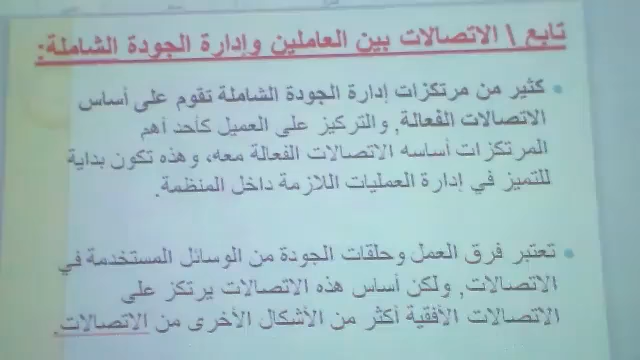 تابع \ الاتصالات بين العاملين وإدارة الجودة الشاملة:
• كثير من مرتكزات إدارة الجودة الشاملة تقوم على أساس
الاتصالات الفعالة, والتركيز على العميل كأحد أهم
المرتكزات أساسه الاتصالات الفعالة معه، وهذه تكون بداية
للتميز في إدارة العمليات اللازمة داخل المنظمة.
• تعتبر فرق العمل وحلقات الجودة من الوسائل المستخدمة في
الاتصالات, ولكن أساس هذه الاتصالات يرتكز على
الاتصالات الأفقية أكثر من الأشكال الأخرى من الاتصالات.